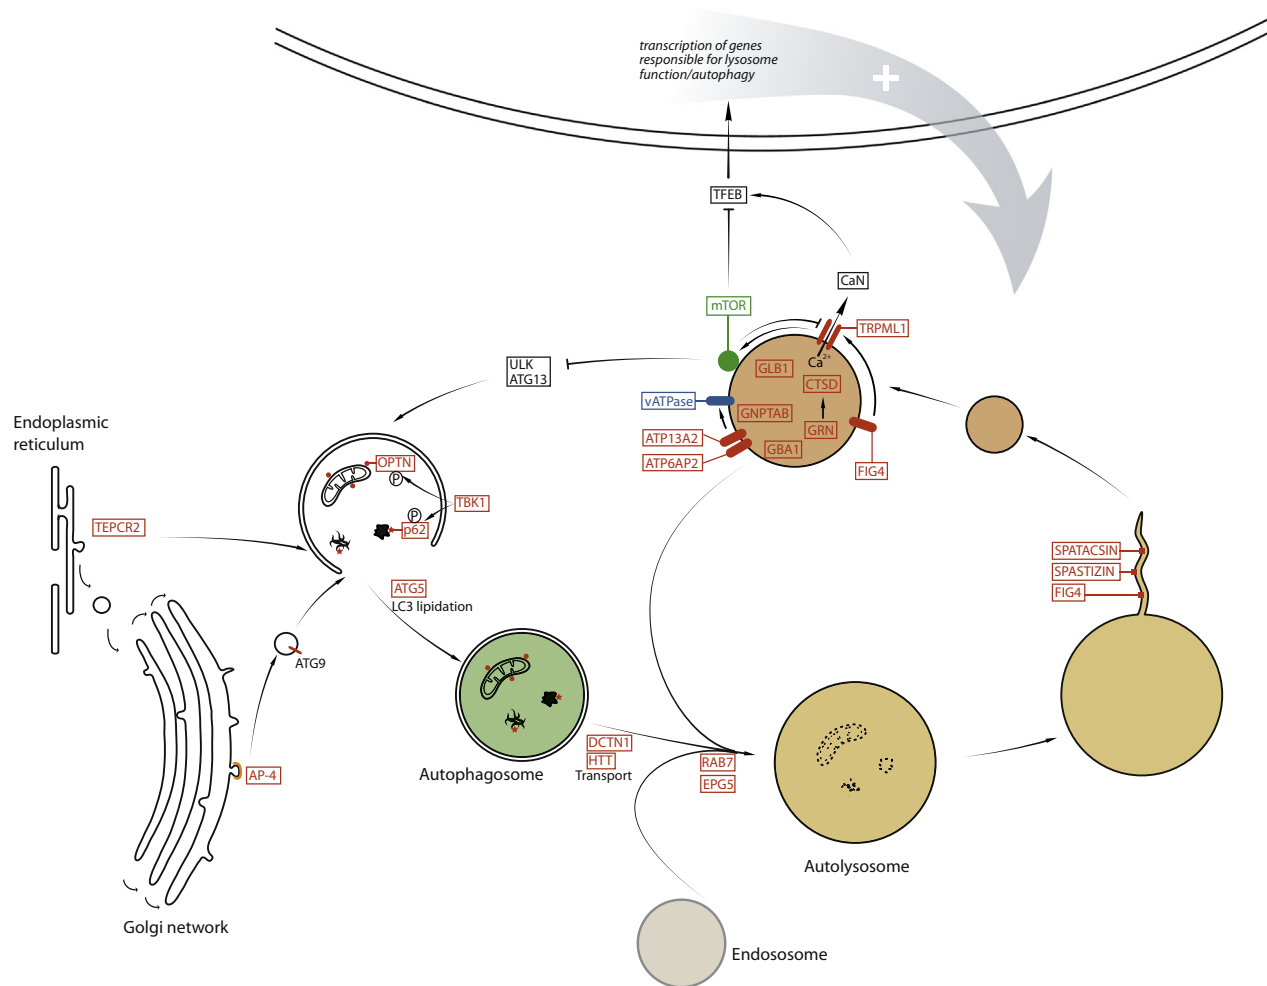 transcription of genes
responsible for lysosome
function/autophagy
+
TFEB
CaN
mTOR
TRPML1
Ca2+
GLB1
CTSD
ULK
ATG13
vATPase
GNPTAB
GRN
ATP13A2
GBA1
ATP6AP2
FIG4
Endoplasmic
reticulum
OPTN
P
TBK1
P
p62
TEPCR2
ATG5
LC3 lipidation
SPATACSIN
SPASTIZIN
FIG4
ATG9
AP-4
Autophagosome
DCTN1
HTT
Transport
RAB7
EPG5
Autolysosome
Golgi network
Endososome